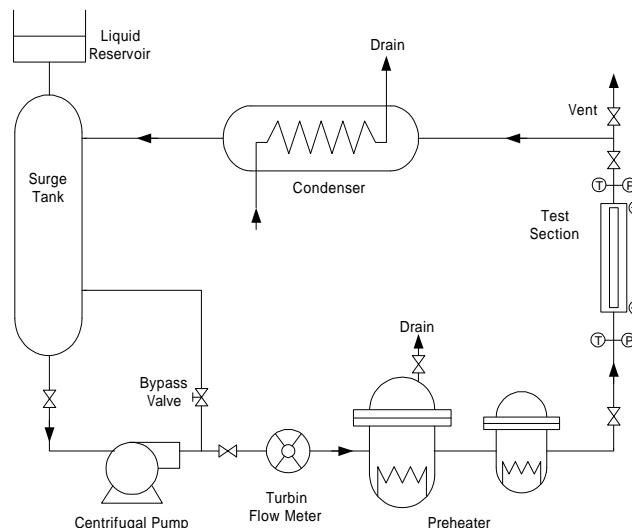 Liquid
Reservoir
Drain
Vent
Surge
Tank
Condenser
T
P
Test
Section
T
P
Drain
Bypass
Valve
Turbin
Flow Meter
Centrifugal Pump
Preheater